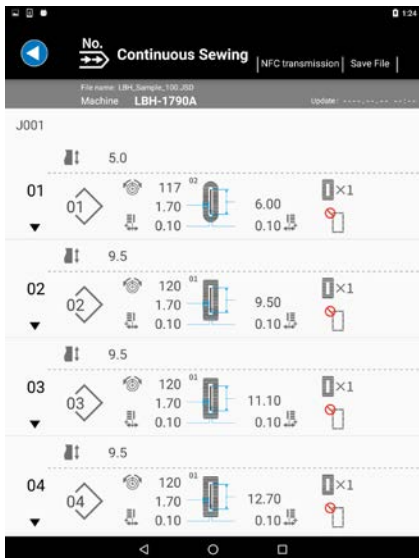 1:24
No. Continuous Sewing NFC transmission Save File
File name: LBH_Sample_100.JSD
Machine LBH-1790A Update: ----.--.-- --:--
J001
5.0
01 01 117 02 6.00 ×1
1.70
0.10 0.10
9.5
02 02 120 01 9.50 ×1
1.70
0.10 0.10
9.5
03 03 120 01 11.10 ×1
1.70
0.10 0.10
9.5
04 04 120 01 12.70 ×1
1.70
0.10 0.10